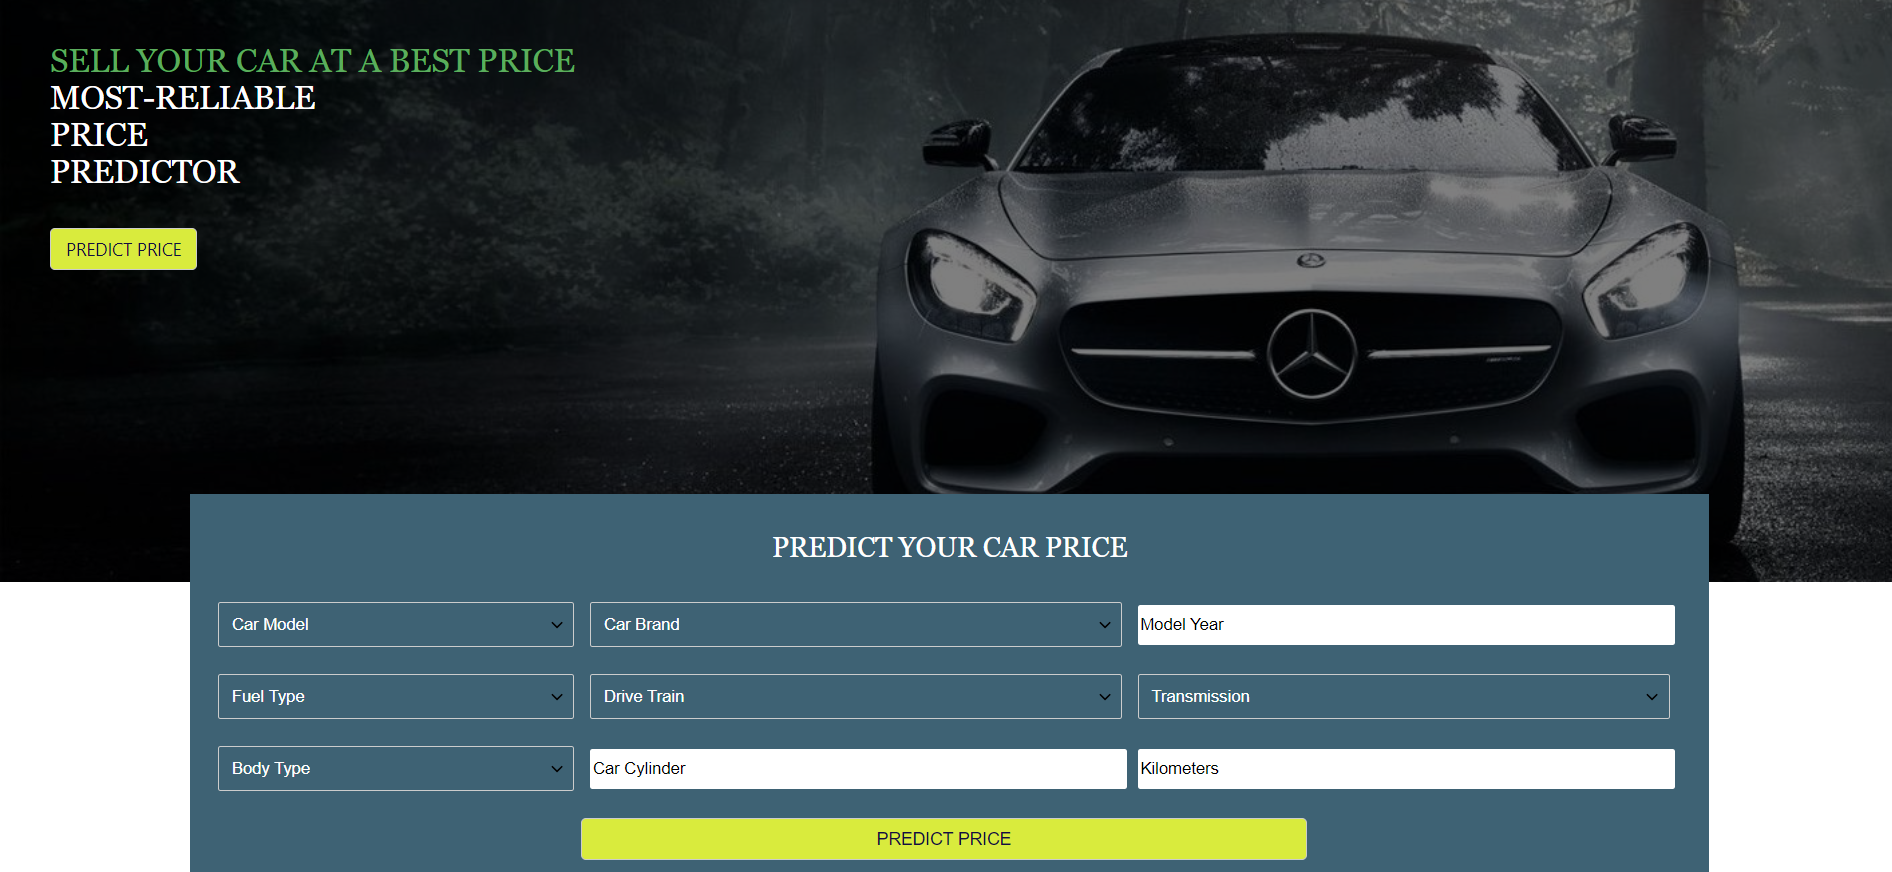 SELL YOUR CAR AT A BEST PRICE
MOST-RELIABLE
PRICE
PREDICTOR
PREDICT PRICE
PREDICT YOUR CAR PRICE
Car Model
Car Brand
Model Year
Fuel Type
Drive Train
Transmission
Body Type
Car Cylinder
Kilometers
PREDICT PRICE